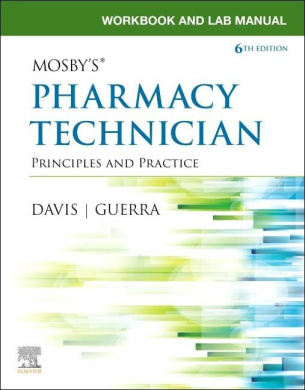 WORKBOOK AND LAB MANUAL
6TH EDITION
MOSBY'S®
PHARMACY
TECHNICIAN
PRINCIPLES AND PRACTICE
DAVIS | GUERRA
ELSEVIER